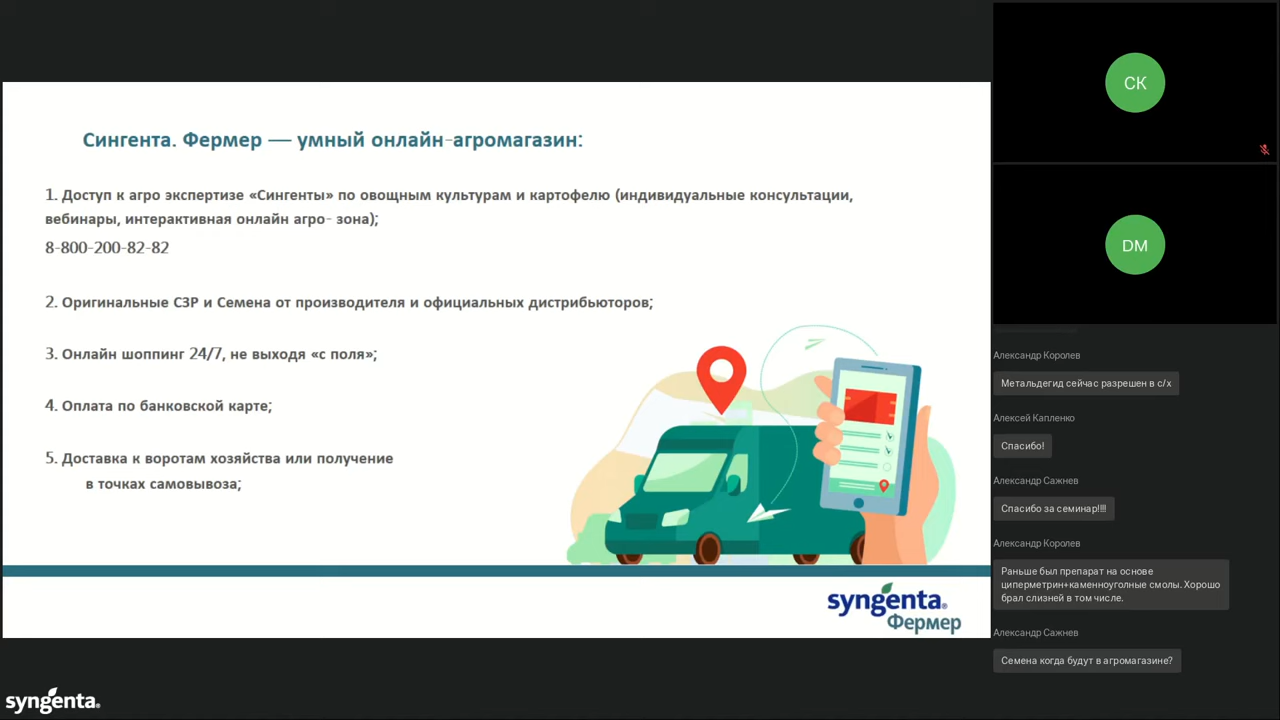 Сингента. Фермер — умный онлайн-агромагазин:
1. Доступ к агро экспертизе «Сингенты» по овощным культурам и картофелю (индивидуальные консультации,
вебинары, интерактивная онлайн агро- зона);
8-800-200-82-82
2. Оригинальные СЗР и Семена от производителя и официальных дистрибьюторов;
3. Онлайн шоппинг 24/7, не выходя «с поля»;
4. Оплата по банковской карте;
5. Доставка к воротам хозяйства или получение
в точках самовывоза;
syngenta®
Фермер
syngenta®
СК
DM
Александр Королев
Метальдегид сейчас разрешен в с/х
Алексей Капленко
Спасибо!
Александр Сажнев
Спасибо за семинар!!!!
Александр Королев
Раньше был препарат на основе
циперметрин+каменноуголные смолы. Хорошо
брал слизней в том числе.
Александр Сажнев
Семена когда будут в агромагазине?